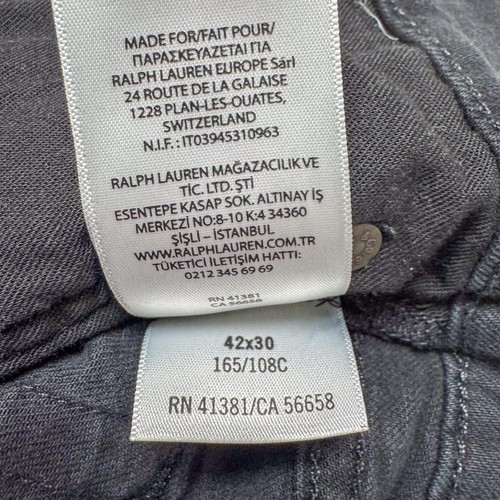 MADE FOR/FAIT POUR/
ΠΑΡΑΣΚΕΥΑΖΕΤΑΙ ΓΙΑ
RALPH LAUREN EUROPE Sárl
24 ROUTE DE LA GALAISE
1228 PLAN-LES-OUATES,
SWITZERLAND
N.I.F.: IT03945310963
RALPH LAUREN MAĞAZACILIK VE
TİC. LTD. ŞTİ
ESENTEPE KASAP SOK. ALTINAY İŞ
MERKEZİ NO:8-10 K:4 34360
ŞİŞLİ – İSTANBUL
WWW.RALPHLAUREN.COM.TR
TÜKETİCİ İLETİŞİM HATTI:
0212 345 69 69
RN 41381
CA 56658
42x30
165/108C
RN 41381/CA 56658